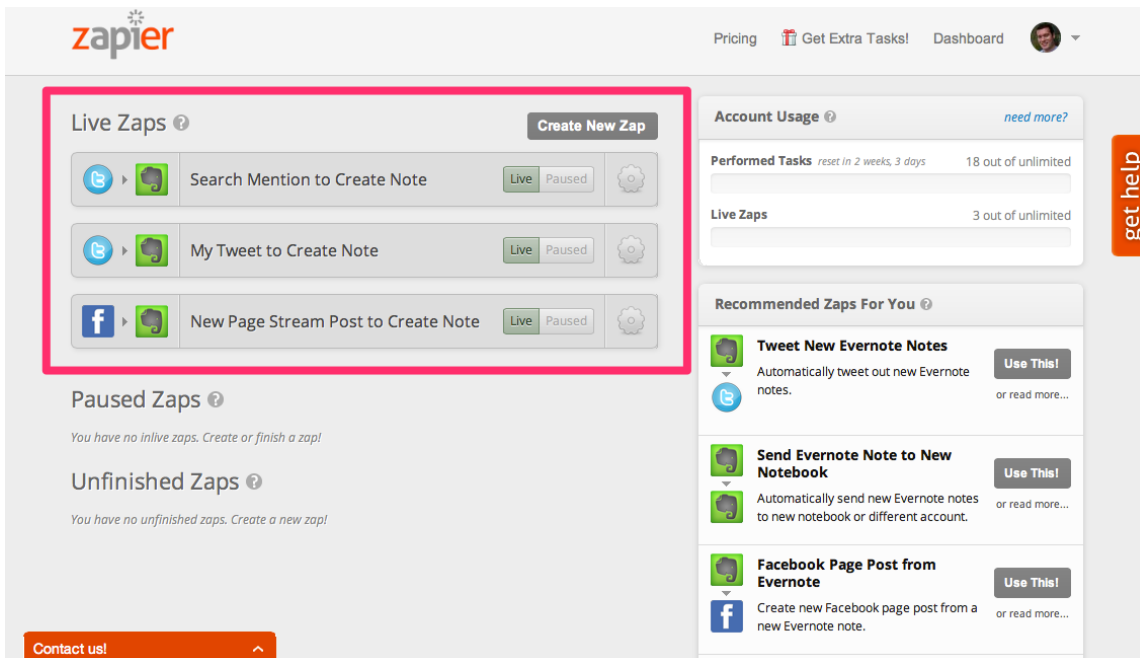 zapier
Pricing
Get Extra Tasks!
Dashboard
Live Zaps ?
Create New Zap
Search Mention to Create Note
Live Paused
My Tweet to Create Note
Live Paused
f
New Page Stream Post to Create Note
Live Paused
Paused Zaps ?
You have no inlive zaps. Create or finish a zap!
Unfinished Zaps ?
You have no unfinished zaps. Create a new zap!
Contact us!
Account Usage ?
need more?
Performed Tasks reset in 2 weeks, 3 days
18 out of unlimited
Live Zaps
3 out of unlimited
get help
Recommended Zaps For You ?
Tweet New Evernote Notes
Automatically tweet out new Evernote
notes.
Use This!
or read more...
Send Evernote Note to New
Notebook
Automatically send new Evernote notes
to new notebook or different account.
Use This!
or read more...
Facebook Page Post from
Evernote
f
Create new Facebook page post from a
new Evernote note.
Use This!
or read more...